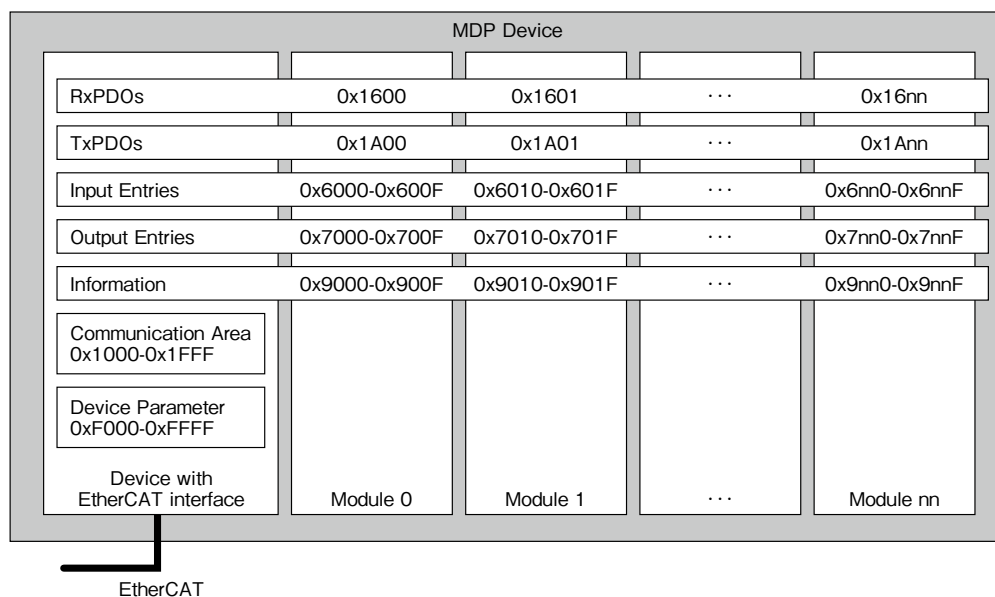 MDP Device
RxPDOs 0x1600 0x1601 ··· 0x16nn
TxPDOs 0x1A00 0x1A01 ··· 0x1Ann
Input Entries 0x6000-0x600F 0x6010-0x601F ··· 0x6nn0-0x6nnF
Output Entries 0x7000-0x700F 0x7010-0x701F ··· 0x7nn0-0x7nnF
Information 0x9000-0x900F 0x9010-0x901F ··· 0x9nn0-0x9nnF
Communication Area
0x1000-0x1FFF
Device Parameter
0xF000-0xFFFF
Device with
EtherCAT interface
Module 0 Module 1 ··· Module nn
EtherCAT